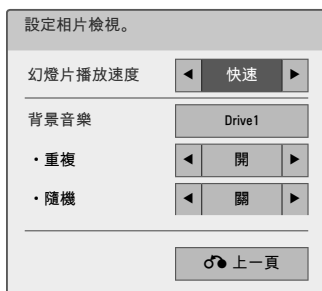 設定相片檢視。
幻燈片播放速度 ◀ 快速 ▶
背景音樂 Drive1
・重複 ◀ 開 ▶
・隨機 ◀ 關 ▶
上一頁